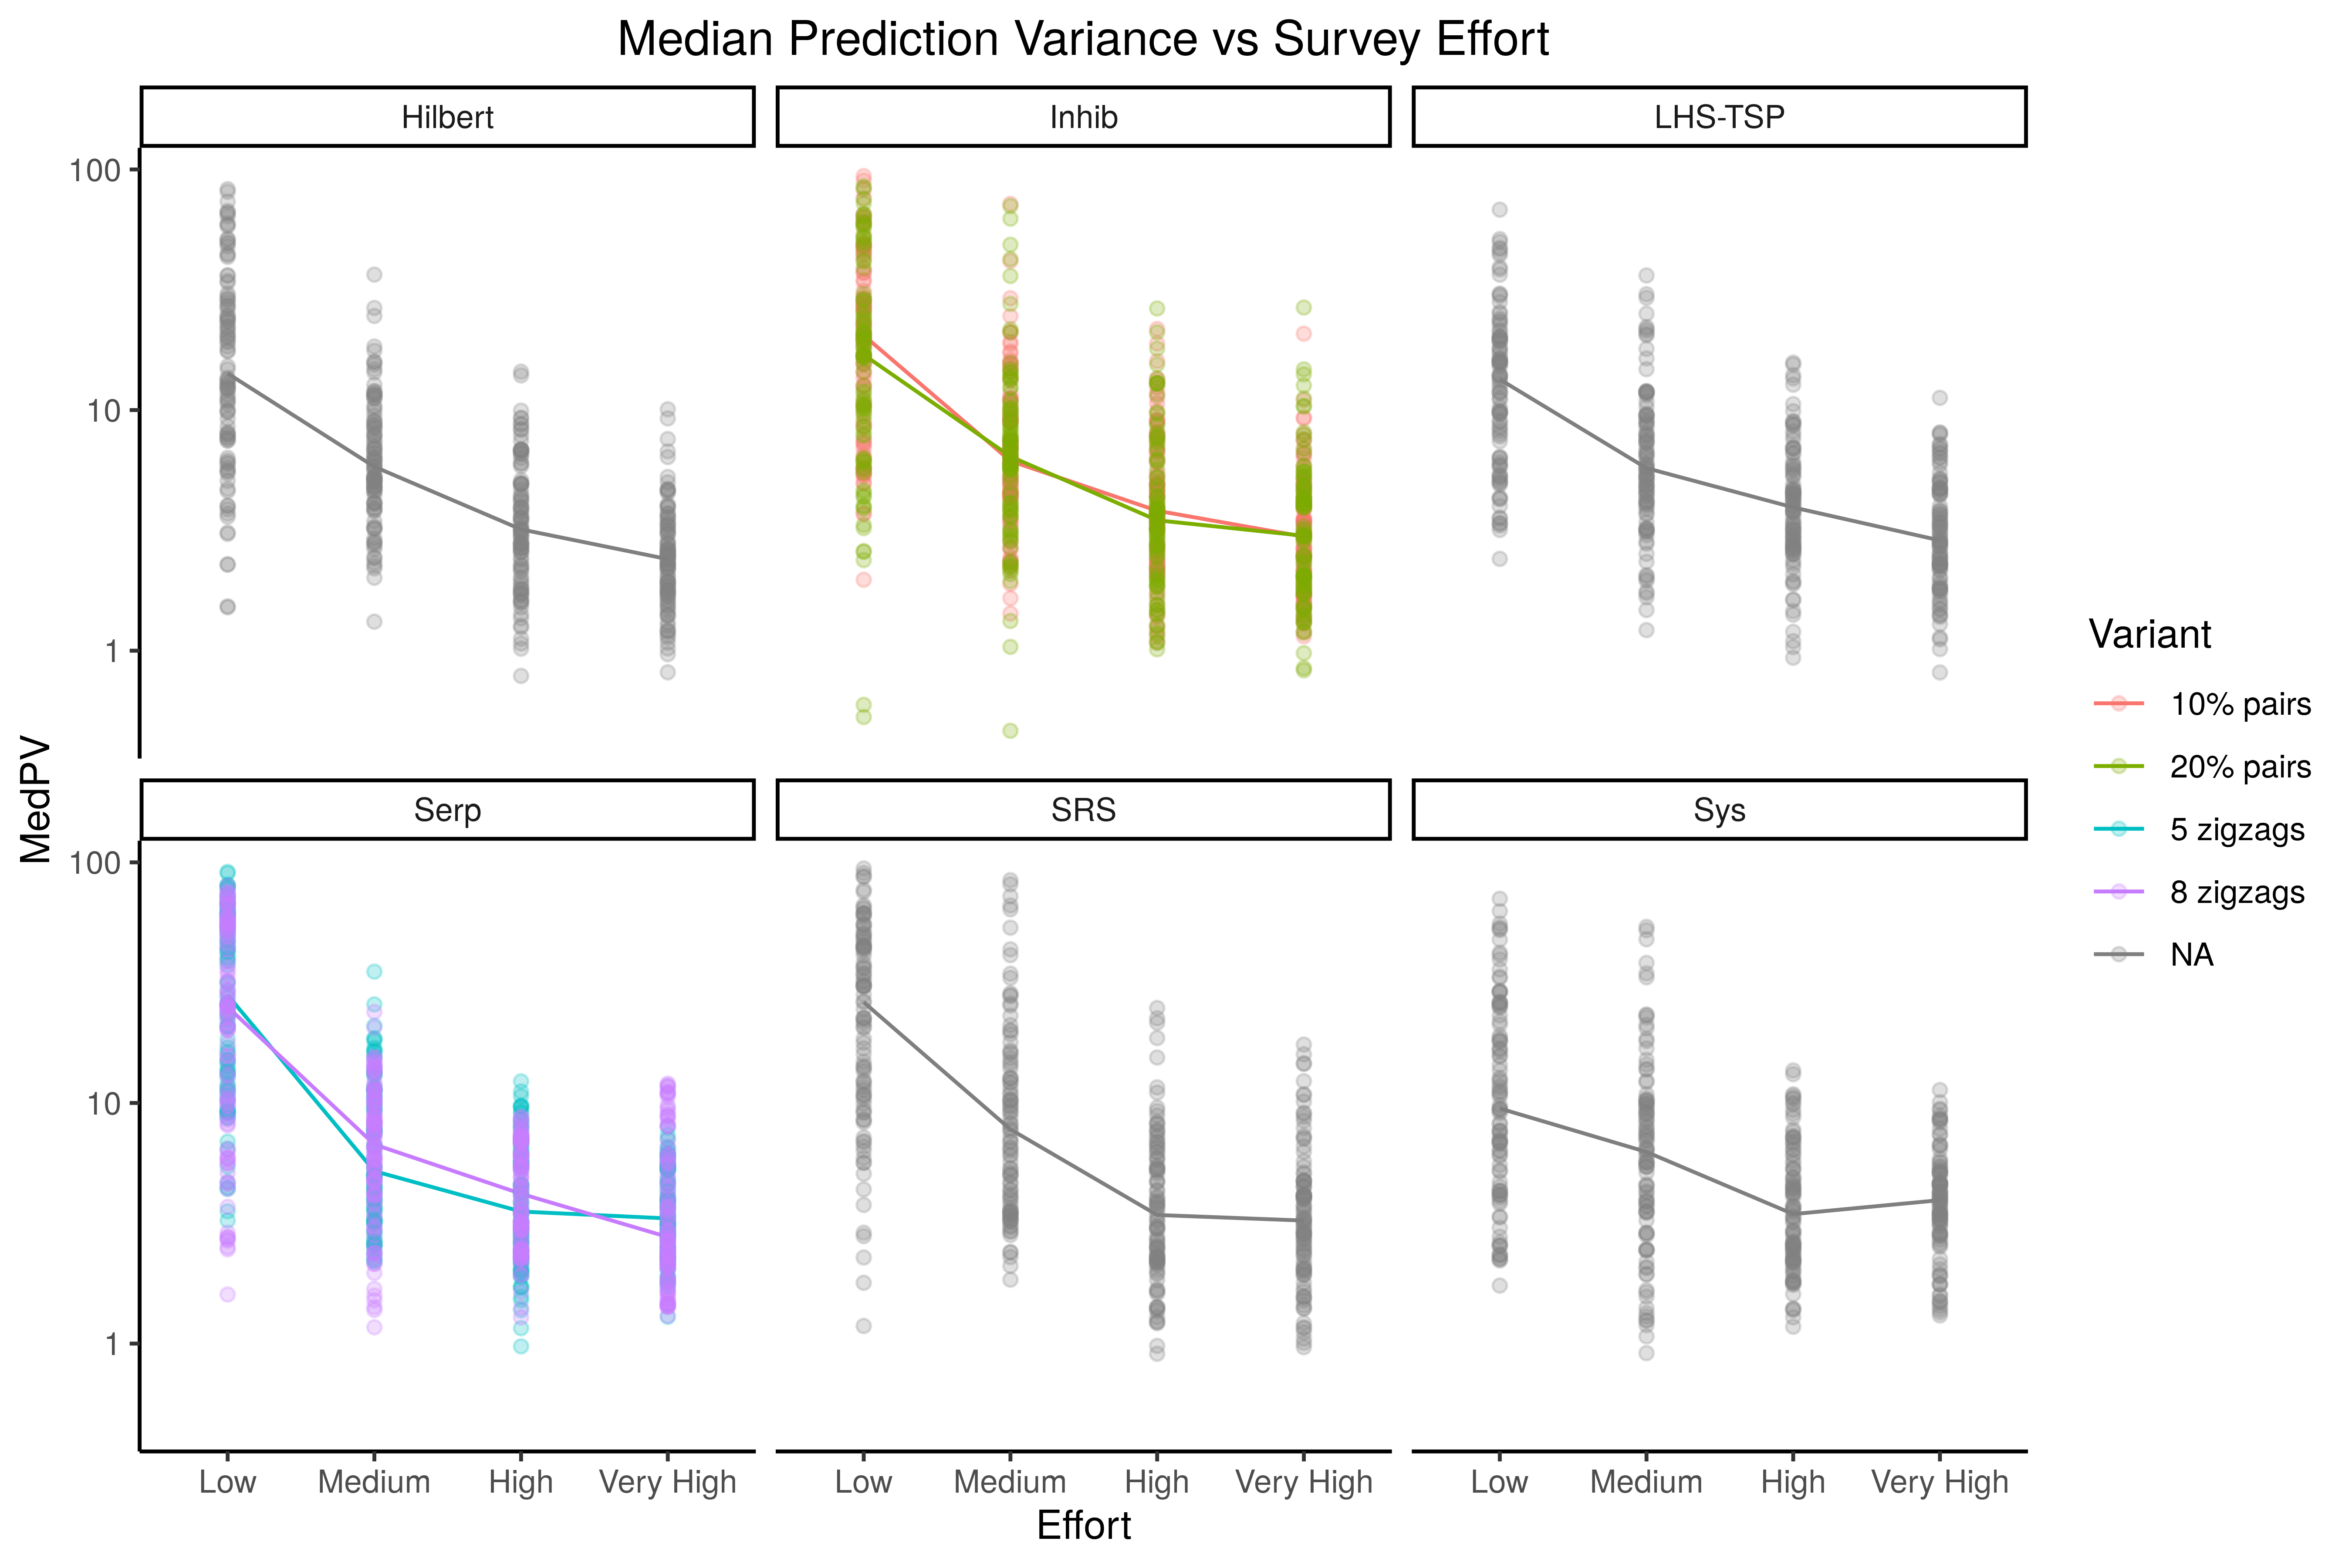 Median Prediction Variance vs Survey Effort
Hilbert
Inhib
LHS-TSP
100
10
1
Serp
SRS
Sys
100
10
1
MedPV
Low
Medium
High
Very High
Low
Medium
High
Very High
Low
Medium
High
Very High
Effort
Variant
10% pairs
20% pairs
5 zigzags
8 zigzags
NA